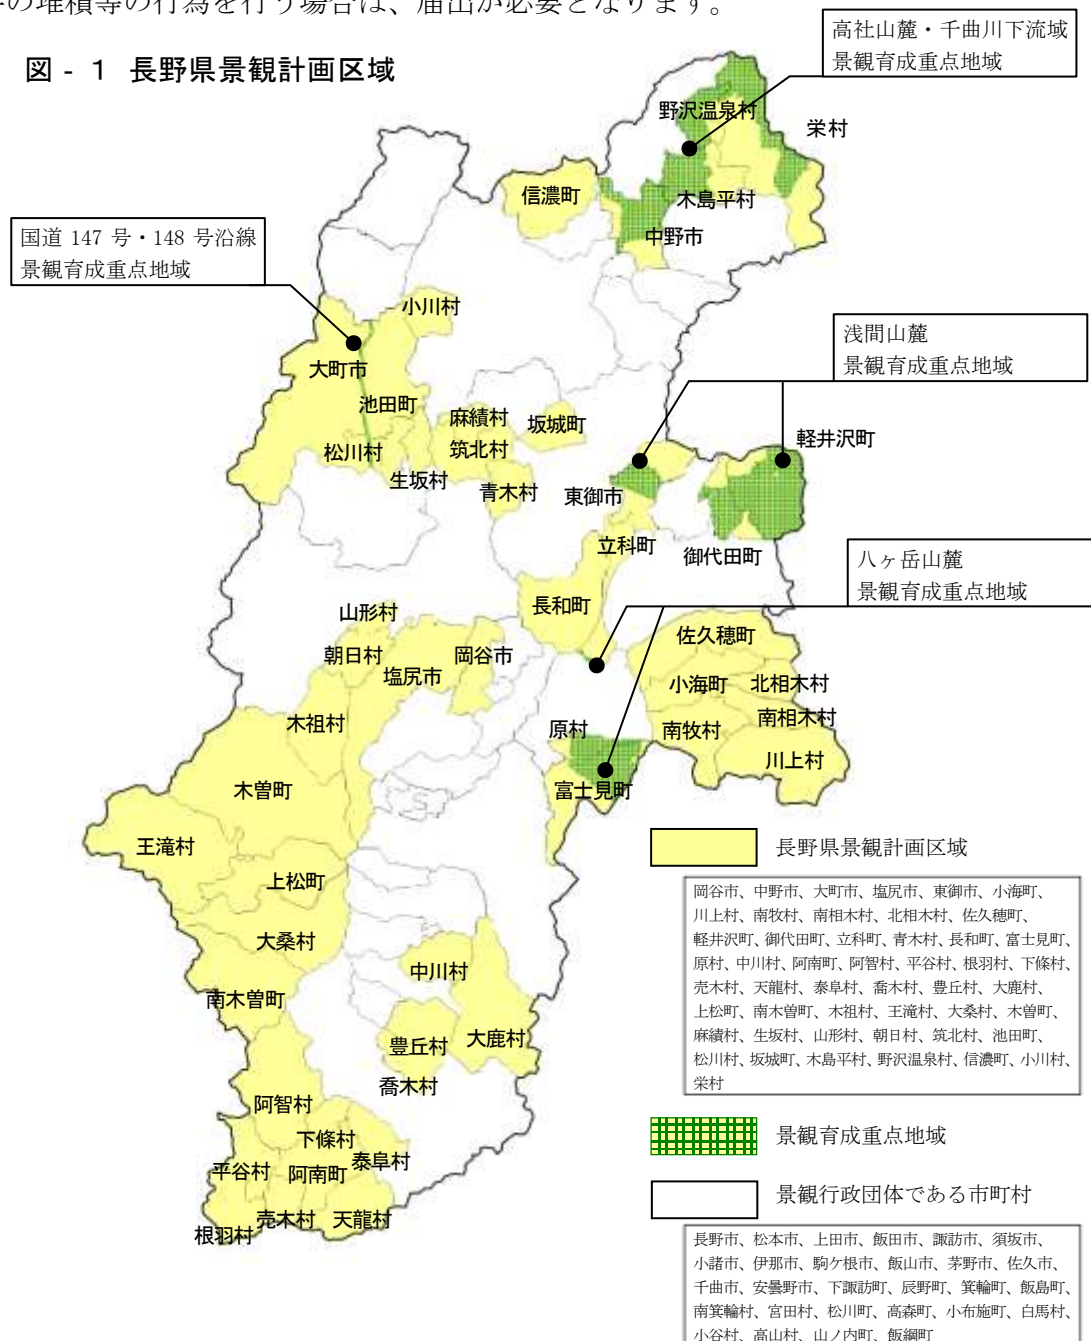 の堆積等の行為を行う場合は、届出が必要となります。
図 - 1 長野県景観計画区域
高社山麓・千曲川下流域
景観育成重点地域
野沢温泉村
栄村
信濃町
木島平村
中野市
国道 147 号・148 号沿線
景観育成重点地域
小川村
浅間山麓
景観育成重点地域
大町市
池田町
麻績村
坂城町
軽井沢町
松川村
筑北村
生坂村
青木村
東御市
立科町
御代田町
八ヶ岳山麓
景観育成重点地域
長和町
山形村
佐久穂町
朝日村
岡谷市
塩尻市
小海町
北相木村
木祖村
原村
南牧村
南相木村
川上村
木曽町
富士見町
王滝村
長野県景観計画区域
上松町
岡谷市、中野市、大町市、塩尻市、東御市、小海町、
川上村、南牧村、南相木村、北相木村、佐久穂町、
軽井沢町、御代田町、立科町、青木村、長和町、富士見町、
原村、中川村、阿南町、阿智村、平谷村、根羽村、下條村、
売木村、天龍村、泰阜村、喬木村、豊丘村、大鹿村、
上松町、南木曽町、木祖村、王滝村、大桑村、木曽町、
麻績村、生坂村、山形村、朝日村、筑北村、池田町、
松川村、坂城町、木島平村、野沢温泉村、信濃町、小川村、
栄村
大桑村
中川村
南木曽町
大鹿村
豊丘村
喬木村
阿智村
下條村
景観育成重点地域
泰阜村
平谷村
阿南町
景観行政団体である市町村
売木村
天龍村
根羽村
長野市、松本市、上田市、飯田市、諏訪市、須坂市、
小諸市、伊那市、駒ケ根市、飯山市、茅野市、佐久市、
千曲市、安曇野市、下諏訪町、辰野町、箕輪町、飯島町、
南箕輪村、宮田村、松川町、高森町、小布施町、白馬村、
小谷村、高山村、山ノ内町、飯綱町